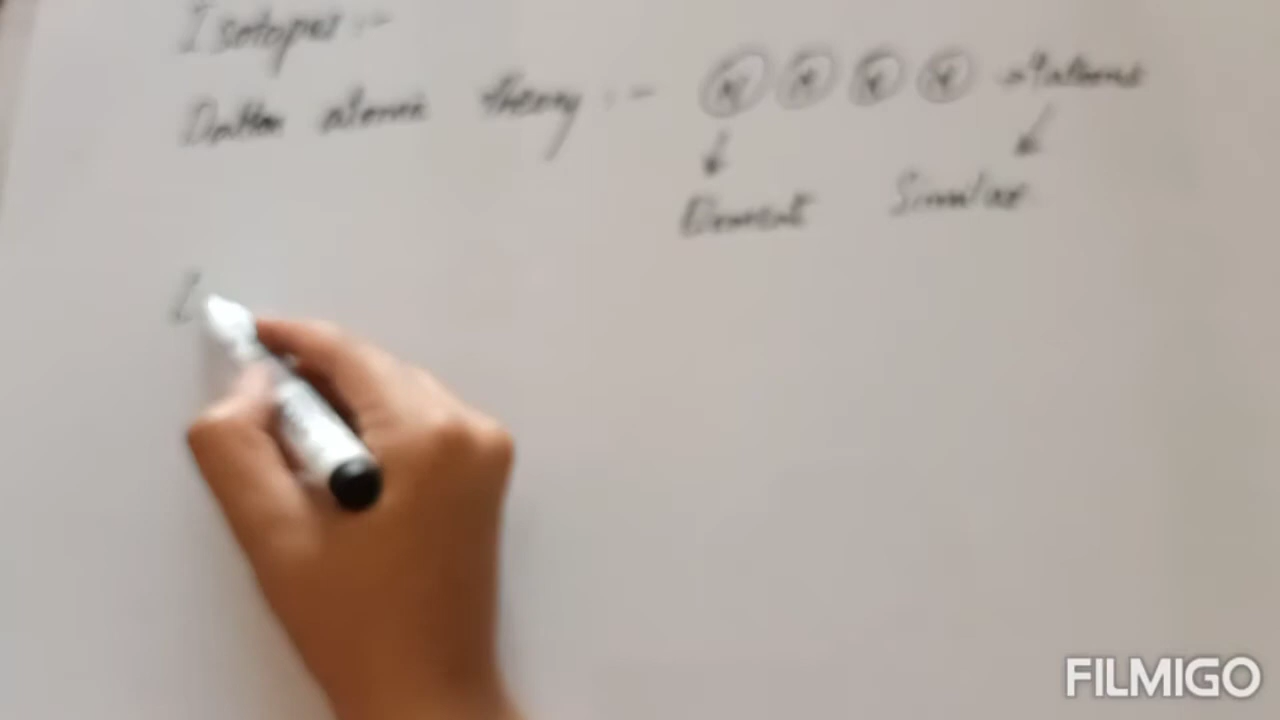 Isotopes :-
Dalton atomic theory :- → atoms
Element Similar
I
FILMIGO